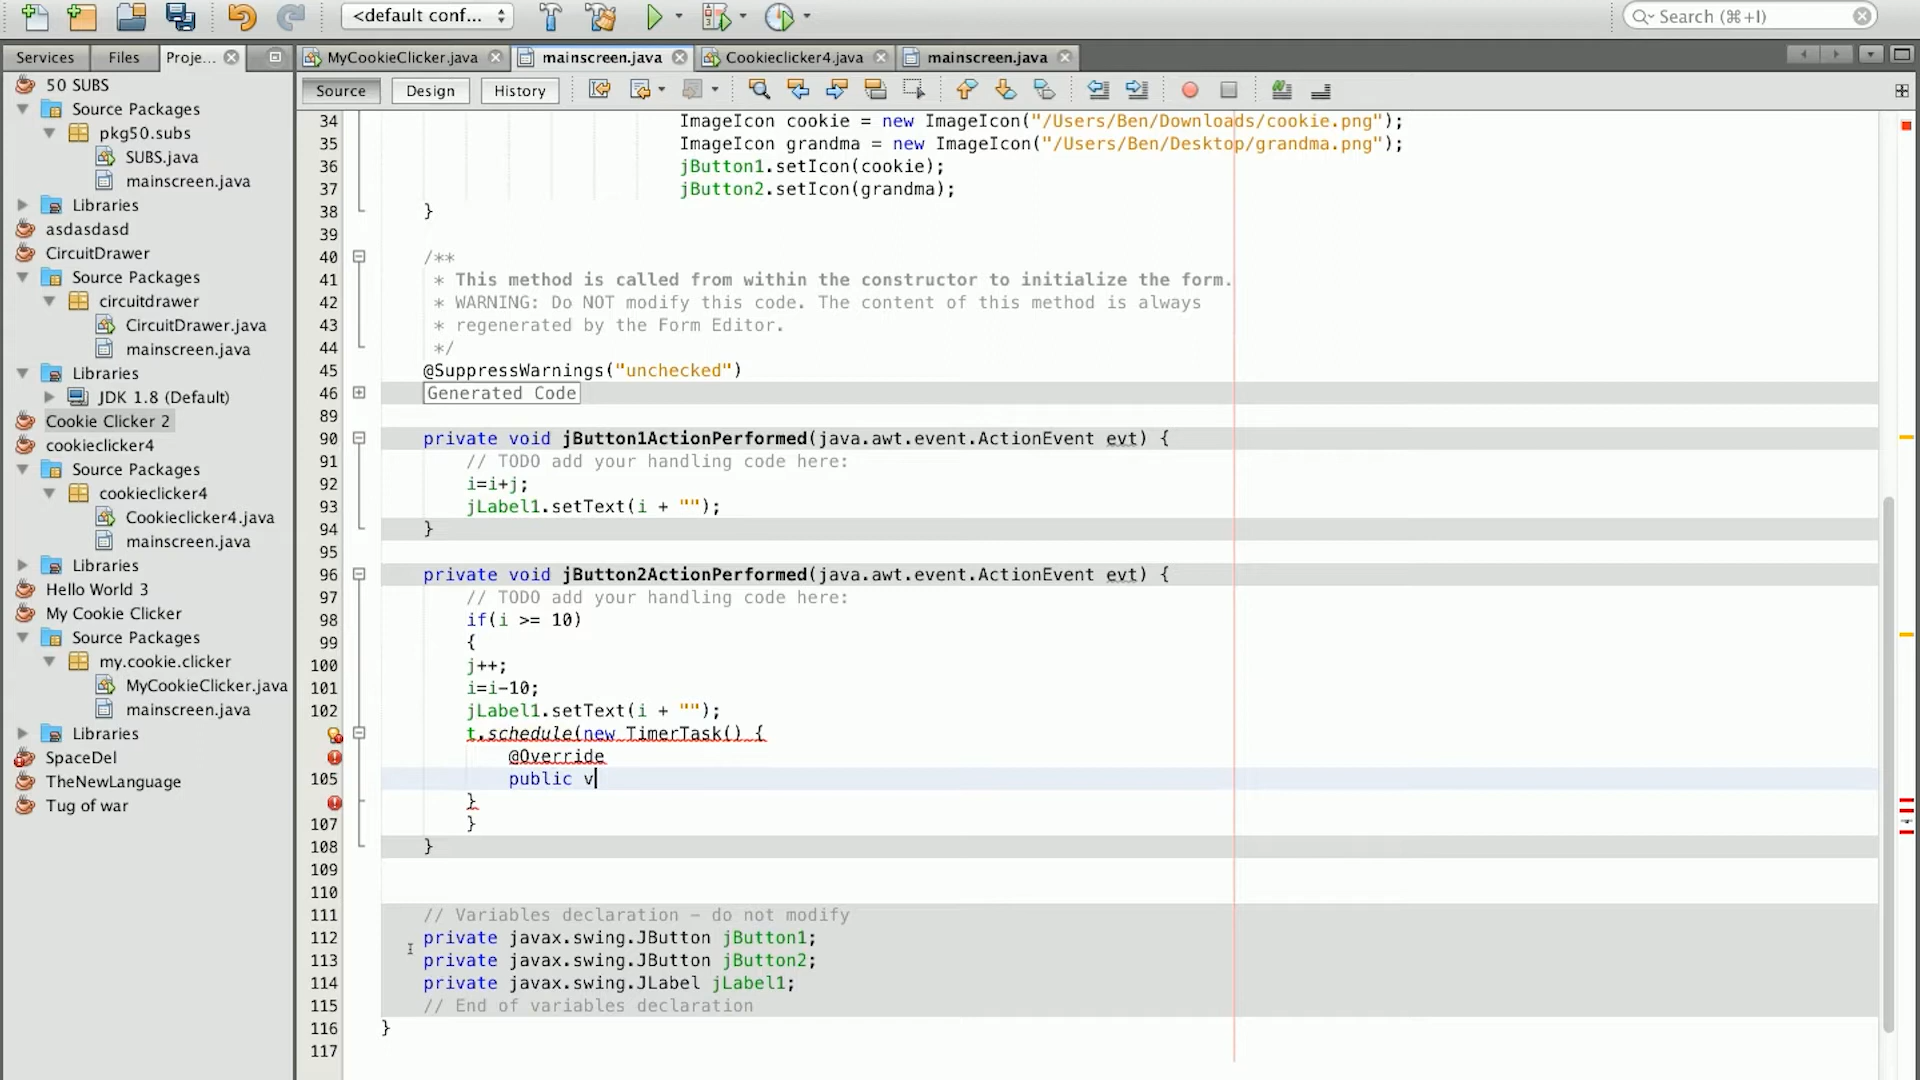 <default conf...
Search (⌘+I)
Services
Files
Proje...
MyCookieClicker.java
mainscreen.java
Cookieclicker4.java
mainscreen.java
Source
Design
History
50 SUBS
Source Packages
pkg50.subs
SUBS.java
mainscreen.java
Libraries
asdasdasd
CircuitDrawer
Source Packages
circuitdrawer
CircuitDrawer.java
mainscreen.java
Libraries
JDK 1.8 (Default)
Cookie Clicker 2
cookieclicker4
Source Packages
cookieclicker4
Cookieclicker4.java
mainscreen.java
Libraries
Hello World 3
My Cookie Clicker
Source Packages
my.cookie.clicker
MyCookieClicker.java
mainscreen.java
Libraries
SpaceDel
TheNewLanguage
Tug of war
34 ImageIcon cookie = new ImageIcon("/Users/Ben/Downloads/cookie.png");
35 ImageIcon grandma = new ImageIcon("/Users/Ben/Desktop/grandma.png");
36 jButton1.setIcon(cookie);
37 jButton2.setIcon(grandma);
38 }
39
40 /**
41 * This method is called from within the constructor to initialize the form.
42 * WARNING: Do NOT modify this code. The content of this method is always
43 * regenerated by the Form Editor.
44 */
45 @SuppressWarnings("unchecked")
46 Generated Code
89
90 private void jButton1ActionPerformed(java.awt.event.ActionEvent evt) {
91 // TODO add your handling code here:
92 i=i+j;
93 jLabel1.setText(i + "");
94 }
95
96 private void jButton2ActionPerformed(java.awt.event.ActionEvent evt) {
97 // TODO add your handling code here:
98 if(i >= 10)
99 {
100 j++;
101 i=i-10;
102 jLabel1.setText(i + "");
t.schedule(new TimerTask() {
@Override
105 public v
}
107 }
108 }
109
110
111 // Variables declaration - do not modify
112 private javax.swing.JButton jButton1;
113 private javax.swing.JButton jButton2;
114 private javax.swing.JLabel jLabel1;
115 // End of variables declaration
116 }
117